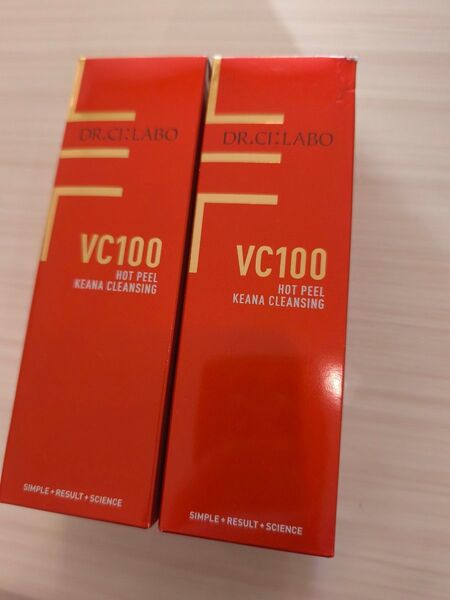 DR.CI:LABO
VC100
HOT PEEL
KEANA CLEANSING
SIMPLE + RESULT + SCIENCE
DR.CI:LABO
VC100
HOT PEEL
KEANA CLEANSING
SIMPLE + RESULT + SCIENCE